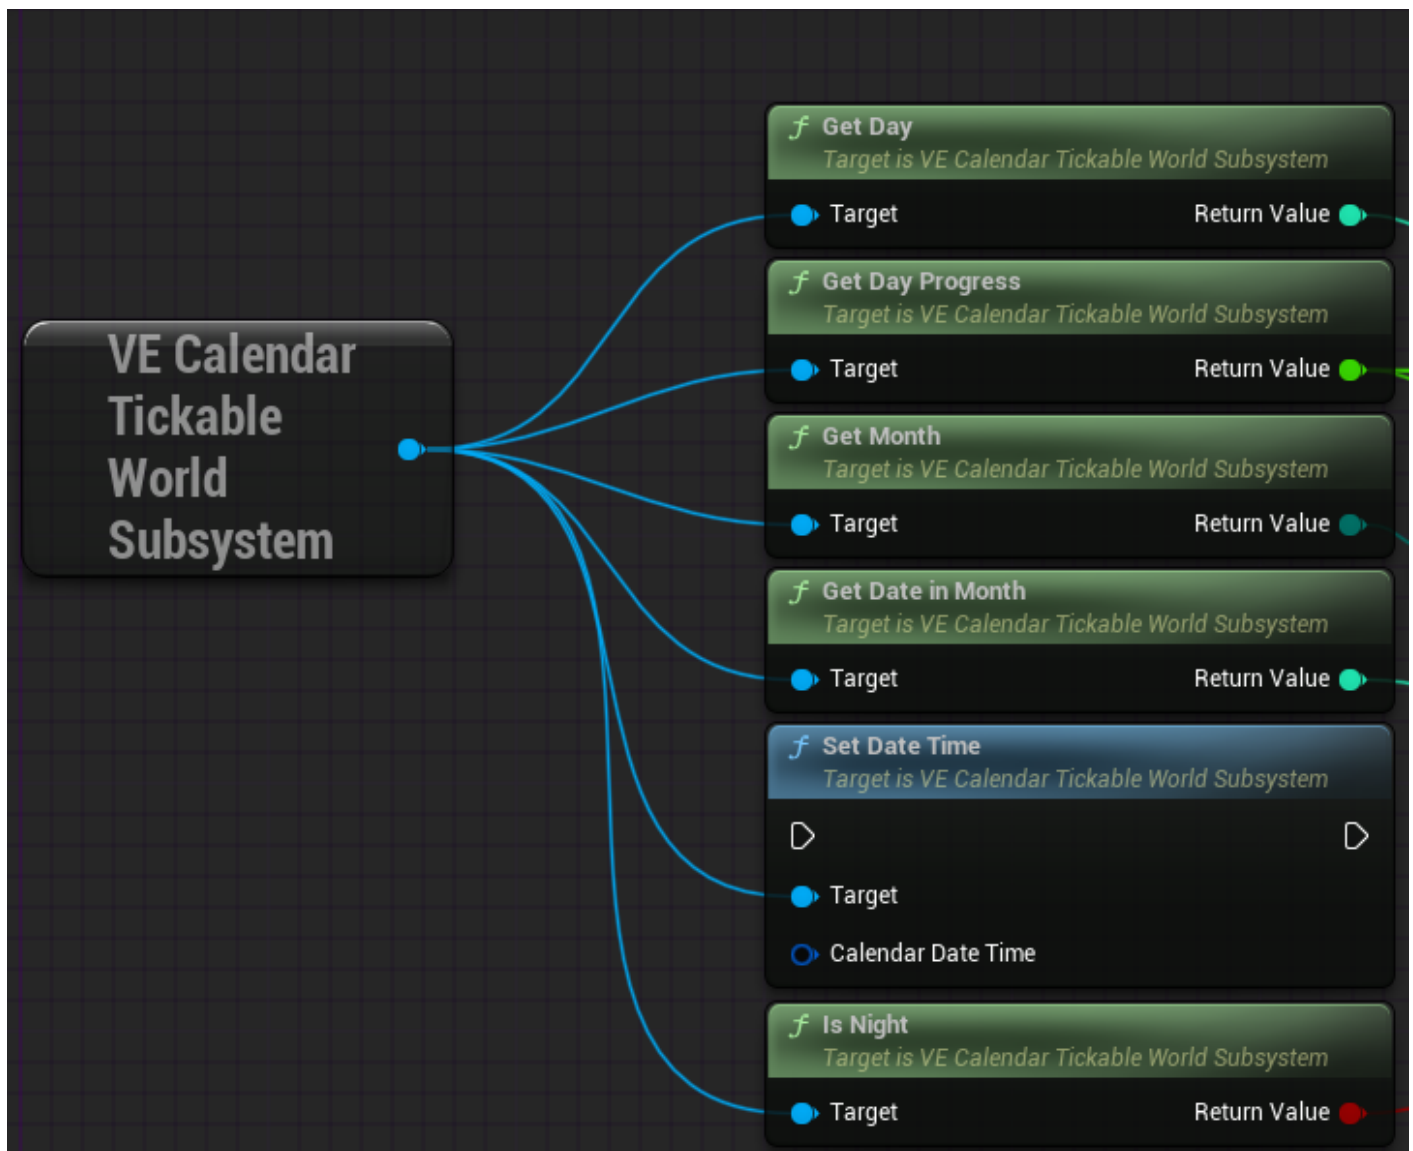 VE Calendar
Tickable
World
Subsystem
f Get Day
Target is VE Calendar Tickable World Subsystem
Target Return Value
f Get Day Progress
Target is VE Calendar Tickable World Subsystem
Target Return Value
f Get Month
Target is VE Calendar Tickable World Subsystem
Target Return Value
f Get Date in Month
Target is VE Calendar Tickable World Subsystem
Target Return Value
f Set Date Time
Target is VE Calendar Tickable World Subsystem
Target
Calendar Date Time
f Is Night
Target is VE Calendar Tickable World Subsystem
Target Return Value